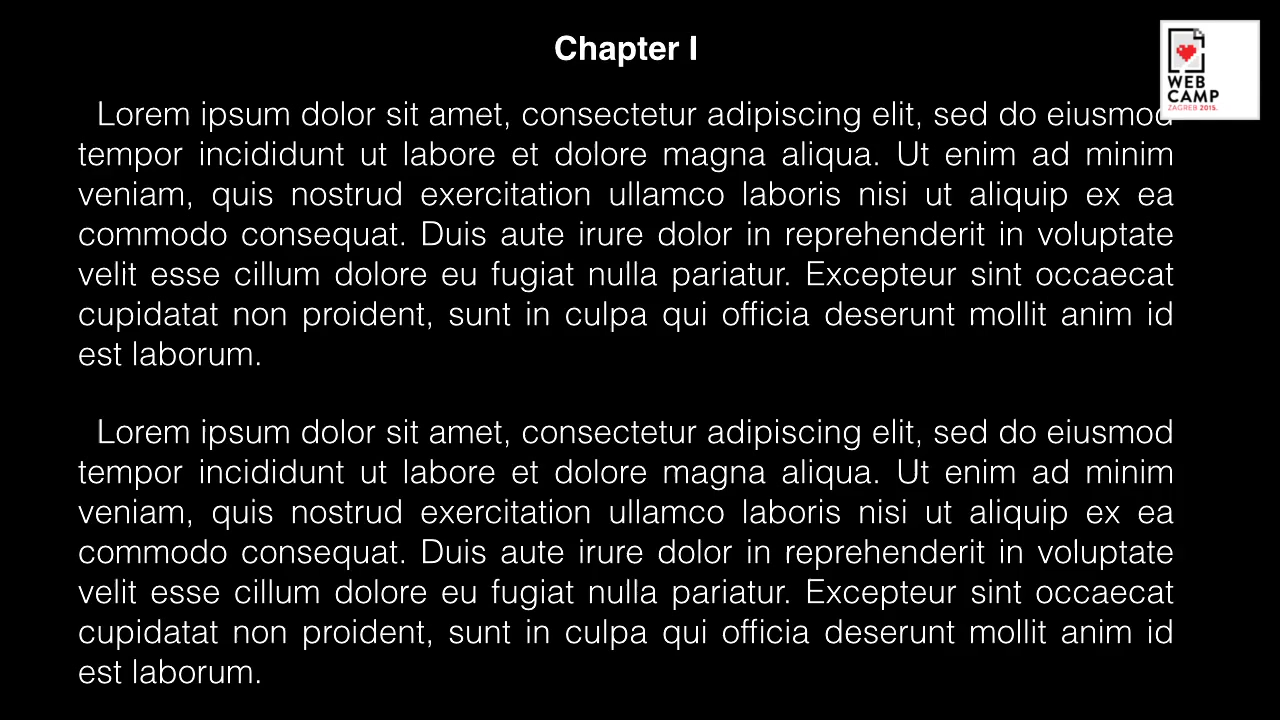 Chapter I
WEB
CAMP
ZAGREB 2015.
Lorem ipsum dolor sit amet, consectetur adipiscing elit, sed do eiusmod
tempor incididunt ut labore et dolore magna aliqua. Ut enim ad minim
veniam, quis nostrud exercitation ullamco laboris nisi ut aliquip ex ea
commodo consequat. Duis aute irure dolor in reprehenderit in voluptate
velit esse cillum dolore eu fugiat nulla pariatur. Excepteur sint occaecat
cupidatat non proident, sunt in culpa qui officia deserunt mollit anim id
est laborum.
Lorem ipsum dolor sit amet, consectetur adipiscing elit, sed do eiusmod
tempor incididunt ut labore et dolore magna aliqua. Ut enim ad minim
veniam, quis nostrud exercitation ullamco laboris nisi ut aliquip ex ea
commodo consequat. Duis aute irure dolor in reprehenderit in voluptate
velit esse cillum dolore eu fugiat nulla pariatur. Excepteur sint occaecat
cupidatat non proident, sunt in culpa qui officia deserunt mollit anim id
est laborum.